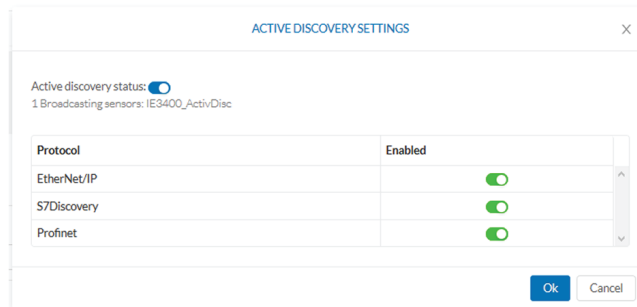 ACTIVE DISCOVERY SETTINGS
Active discovery status:
1 Broadcasting sensors: IE3400_ActivDisc
Protocol Enabled
EtherNet/IP
S7Discovery
Profinet
Ok Cancel